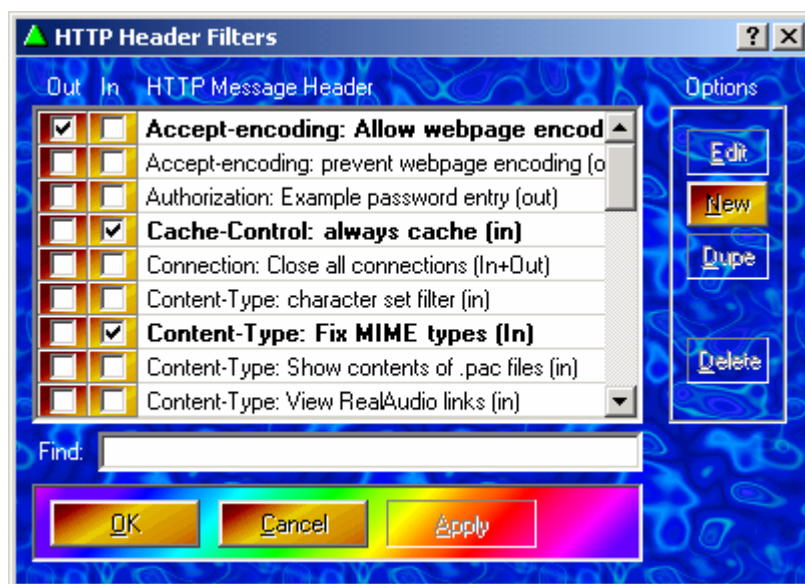 HTTP Header Filters
Out In HTTP Message Header Options
Accept-encoding: Allow webpage encod
Accept-encoding: prevent webpage encoding (o
Authorization: Example password entry (out)
Cache-Control: always cache (in)
Connection: Close all connections (In+Out)
Content-Type: character set filter (in)
Content-Type: Fix MIME types (In)
Content-Type: Show contents of .pac files (in)
Content-Type: View RealAudio links (in)
Edit
New
Dupe
Delete
Find:
OK Cancel Apply